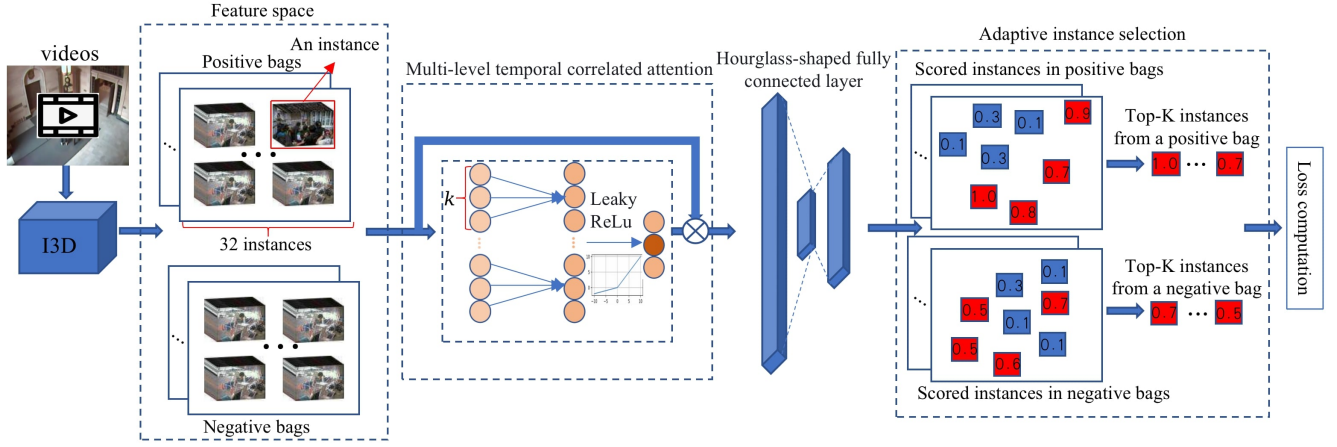 Feature space
videos
An instance
Positive bags
...
32 instances
I3D
...
Negative bags
Multi-level temporal correlated attention
k
Leaky
ReLu
Hourglass-shaped fully
connected layer
Adaptive instance selection
Scored instances in positive bags
0.3
0.1
0.9
0.1
0.3
0.7
1.0
0.8
...
Top-K instances
from a positive bag
1.0 ... 0.7
0.1
0.3
0.5
0.7
0.1
0.5
0.1
0.6
...
Top-K instances
from a negative bag
0.7 ... 0.5
Scored instances in negative bags
Loss computation